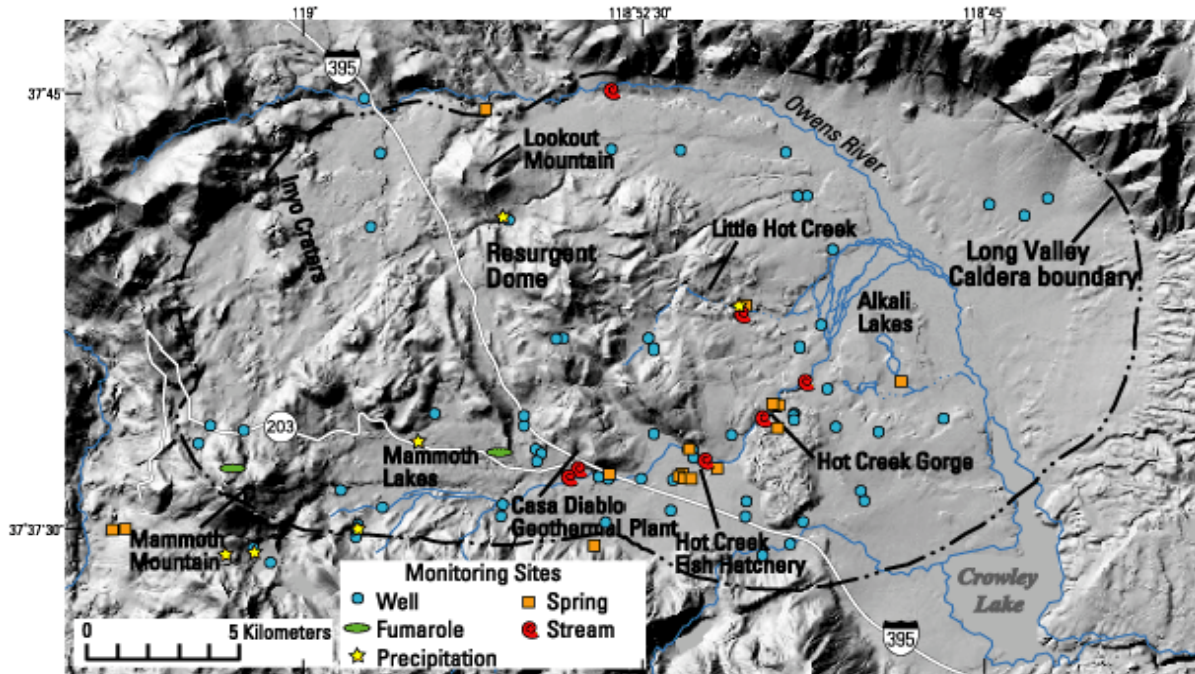 119°
118°52'30"
118°45'
395
37°45'
Owens River
Lookout
Mountain
Inyo Craters
Little Hot Creek
Resurgent
Dome
Long Valley
Caldera boundary
Alkali
Lakes
203
Mammoth
Lakes
Hot Creek Gorge
Casa Diablo
Geothermal Plant
37°37'30"
Mammoth
Mountain
Hot Creek
Fish Hatchery
Crowley
Lake
Monitoring Sites
Well
Spring
Fumarole
Stream
Precipitation
0
5 Kilometers
395